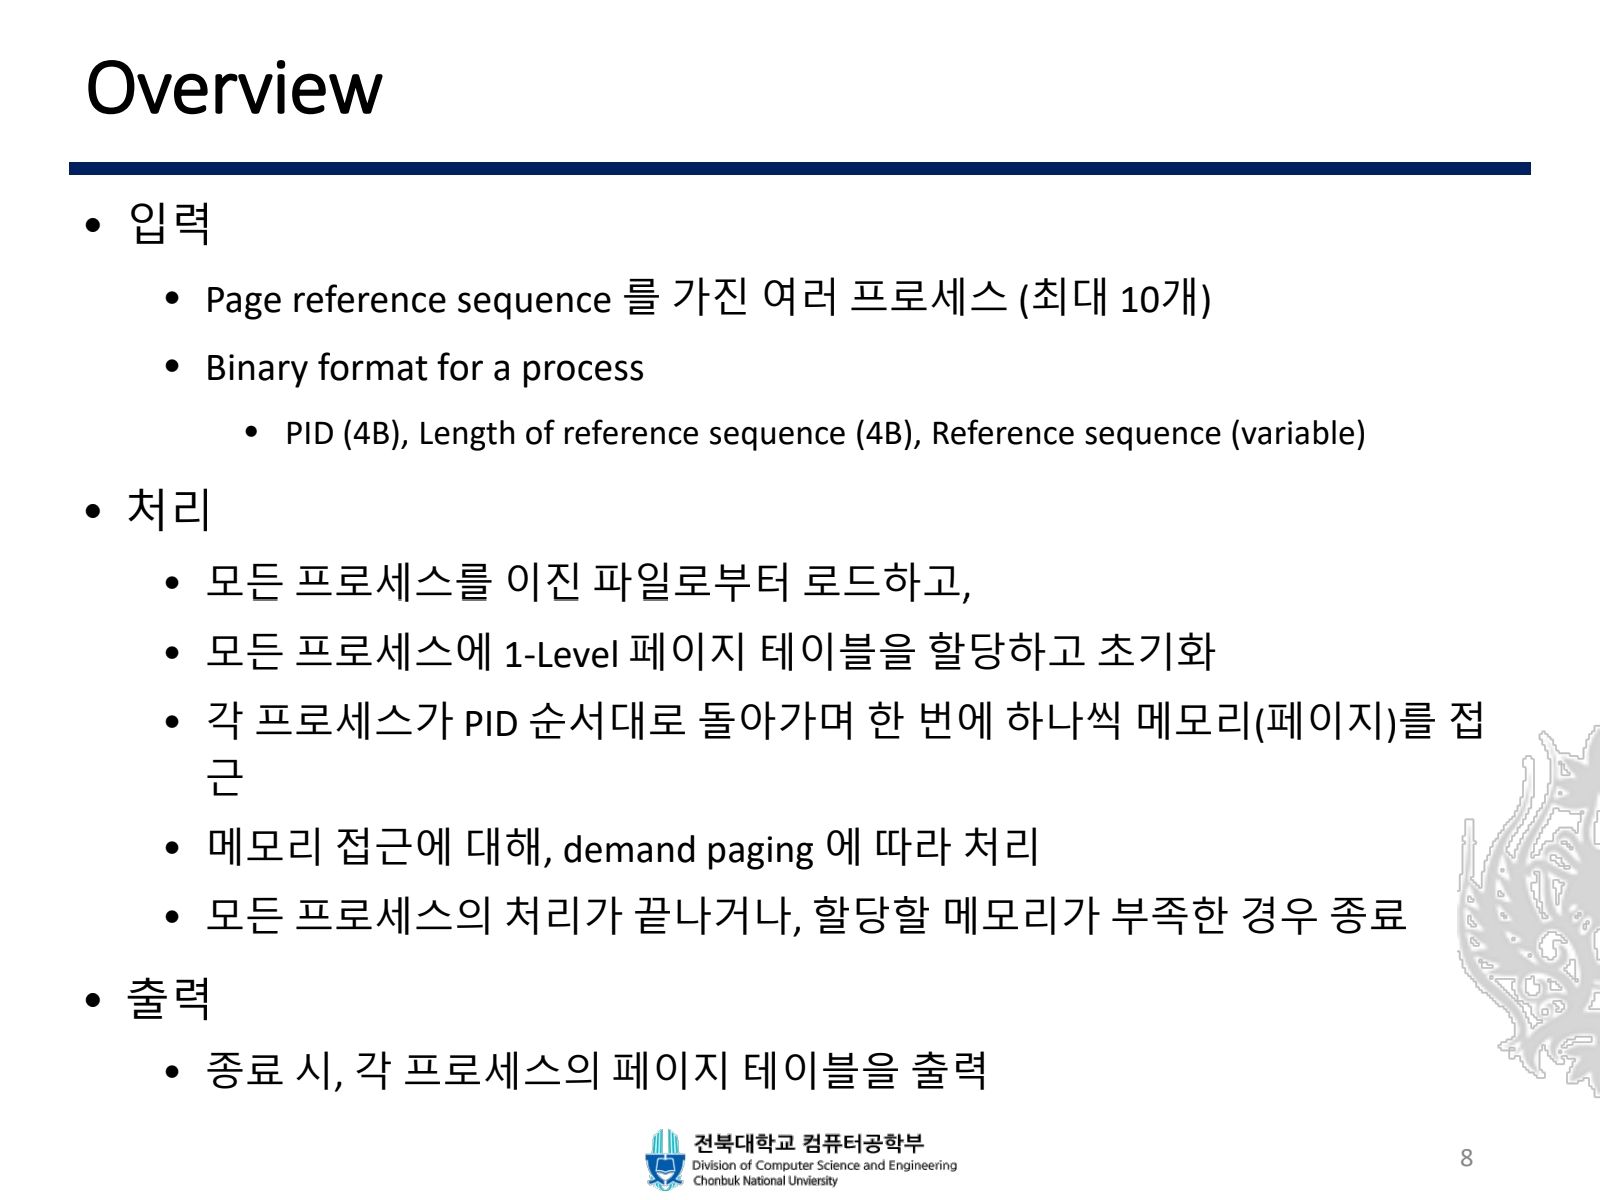 Overview
• 입력
• Page reference sequence 를 가진 여러 프로세스 (최대 10개)
• Binary format for a process
• PID (4B), Length of reference sequence (4B), Reference sequence (variable)
• 처리
• 모든 프로세스를 이진 파일로부터 로드하고,
• 모든 프로세스에 1-Level 페이지 테이블을 할당하고 초기화
• 각 프로세스가 PID 순서대로 돌아가며 한 번에 하나씩 메모리(페이지)를 접
근
• 메모리 접근에 대해, demand paging 에 따라 처리
• 모든 프로세스의 처리가 끝나거나, 할당할 메모리가 부족한 경우 종료
• 출력
• 종료 시, 각 프로세스의 페이지 테이블을 출력
전북대학교 컴퓨터공학부
Division of Computer Science and Engineering
Chonbuk National Unviersity
8